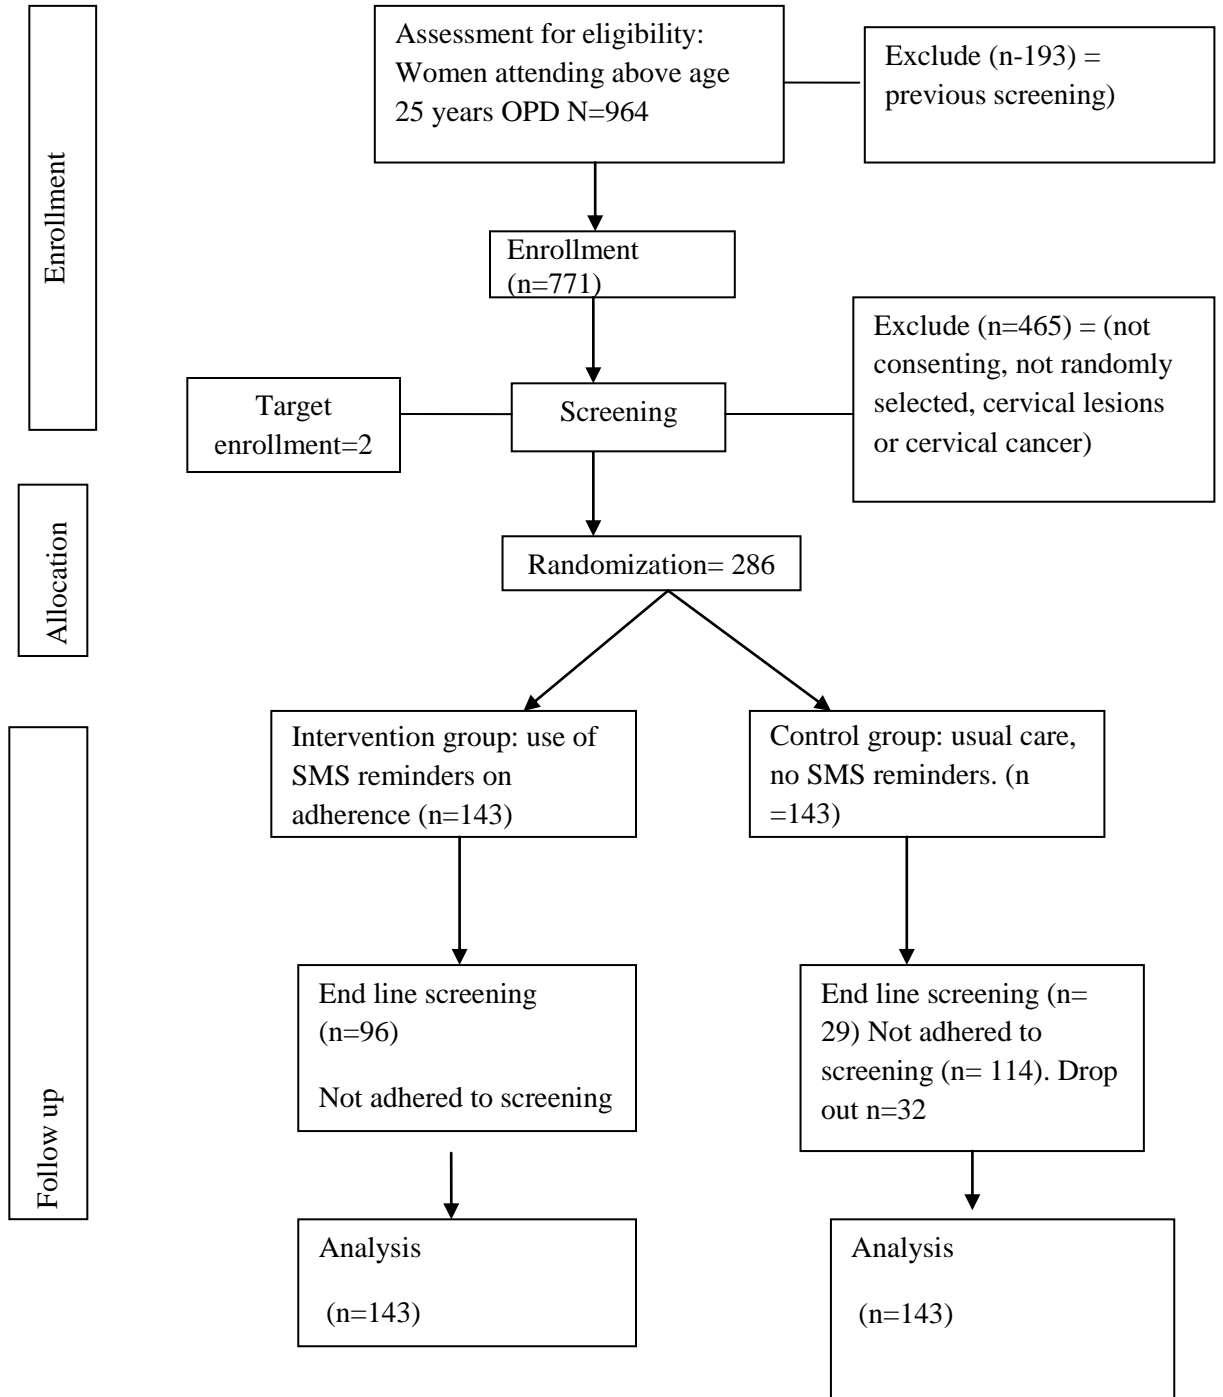 Enrollment
Assessment for eligibility:
Women attending above age
25 years OPD N=964
Exclude (n-193) =
previous screening)
Enrollment
(n=771)
Exclude (n=465) = (not
consenting, not randomly
selected, cervical lesions
or cervical cancer)
Target
enrollment=2
Screening
Allocation
Randomization= 286
Follow up
Intervention group: use of
SMS reminders on
adherence (n=143)
Control group: usual care,
no SMS reminders. (n
=143)
End line screening
(n=96)
Not adhered to screening
End line screening (n=
29) Not adhered to
screening (n= 114). Drop
out n=32
Analysis
(n=143)
Analysis
(n=143)